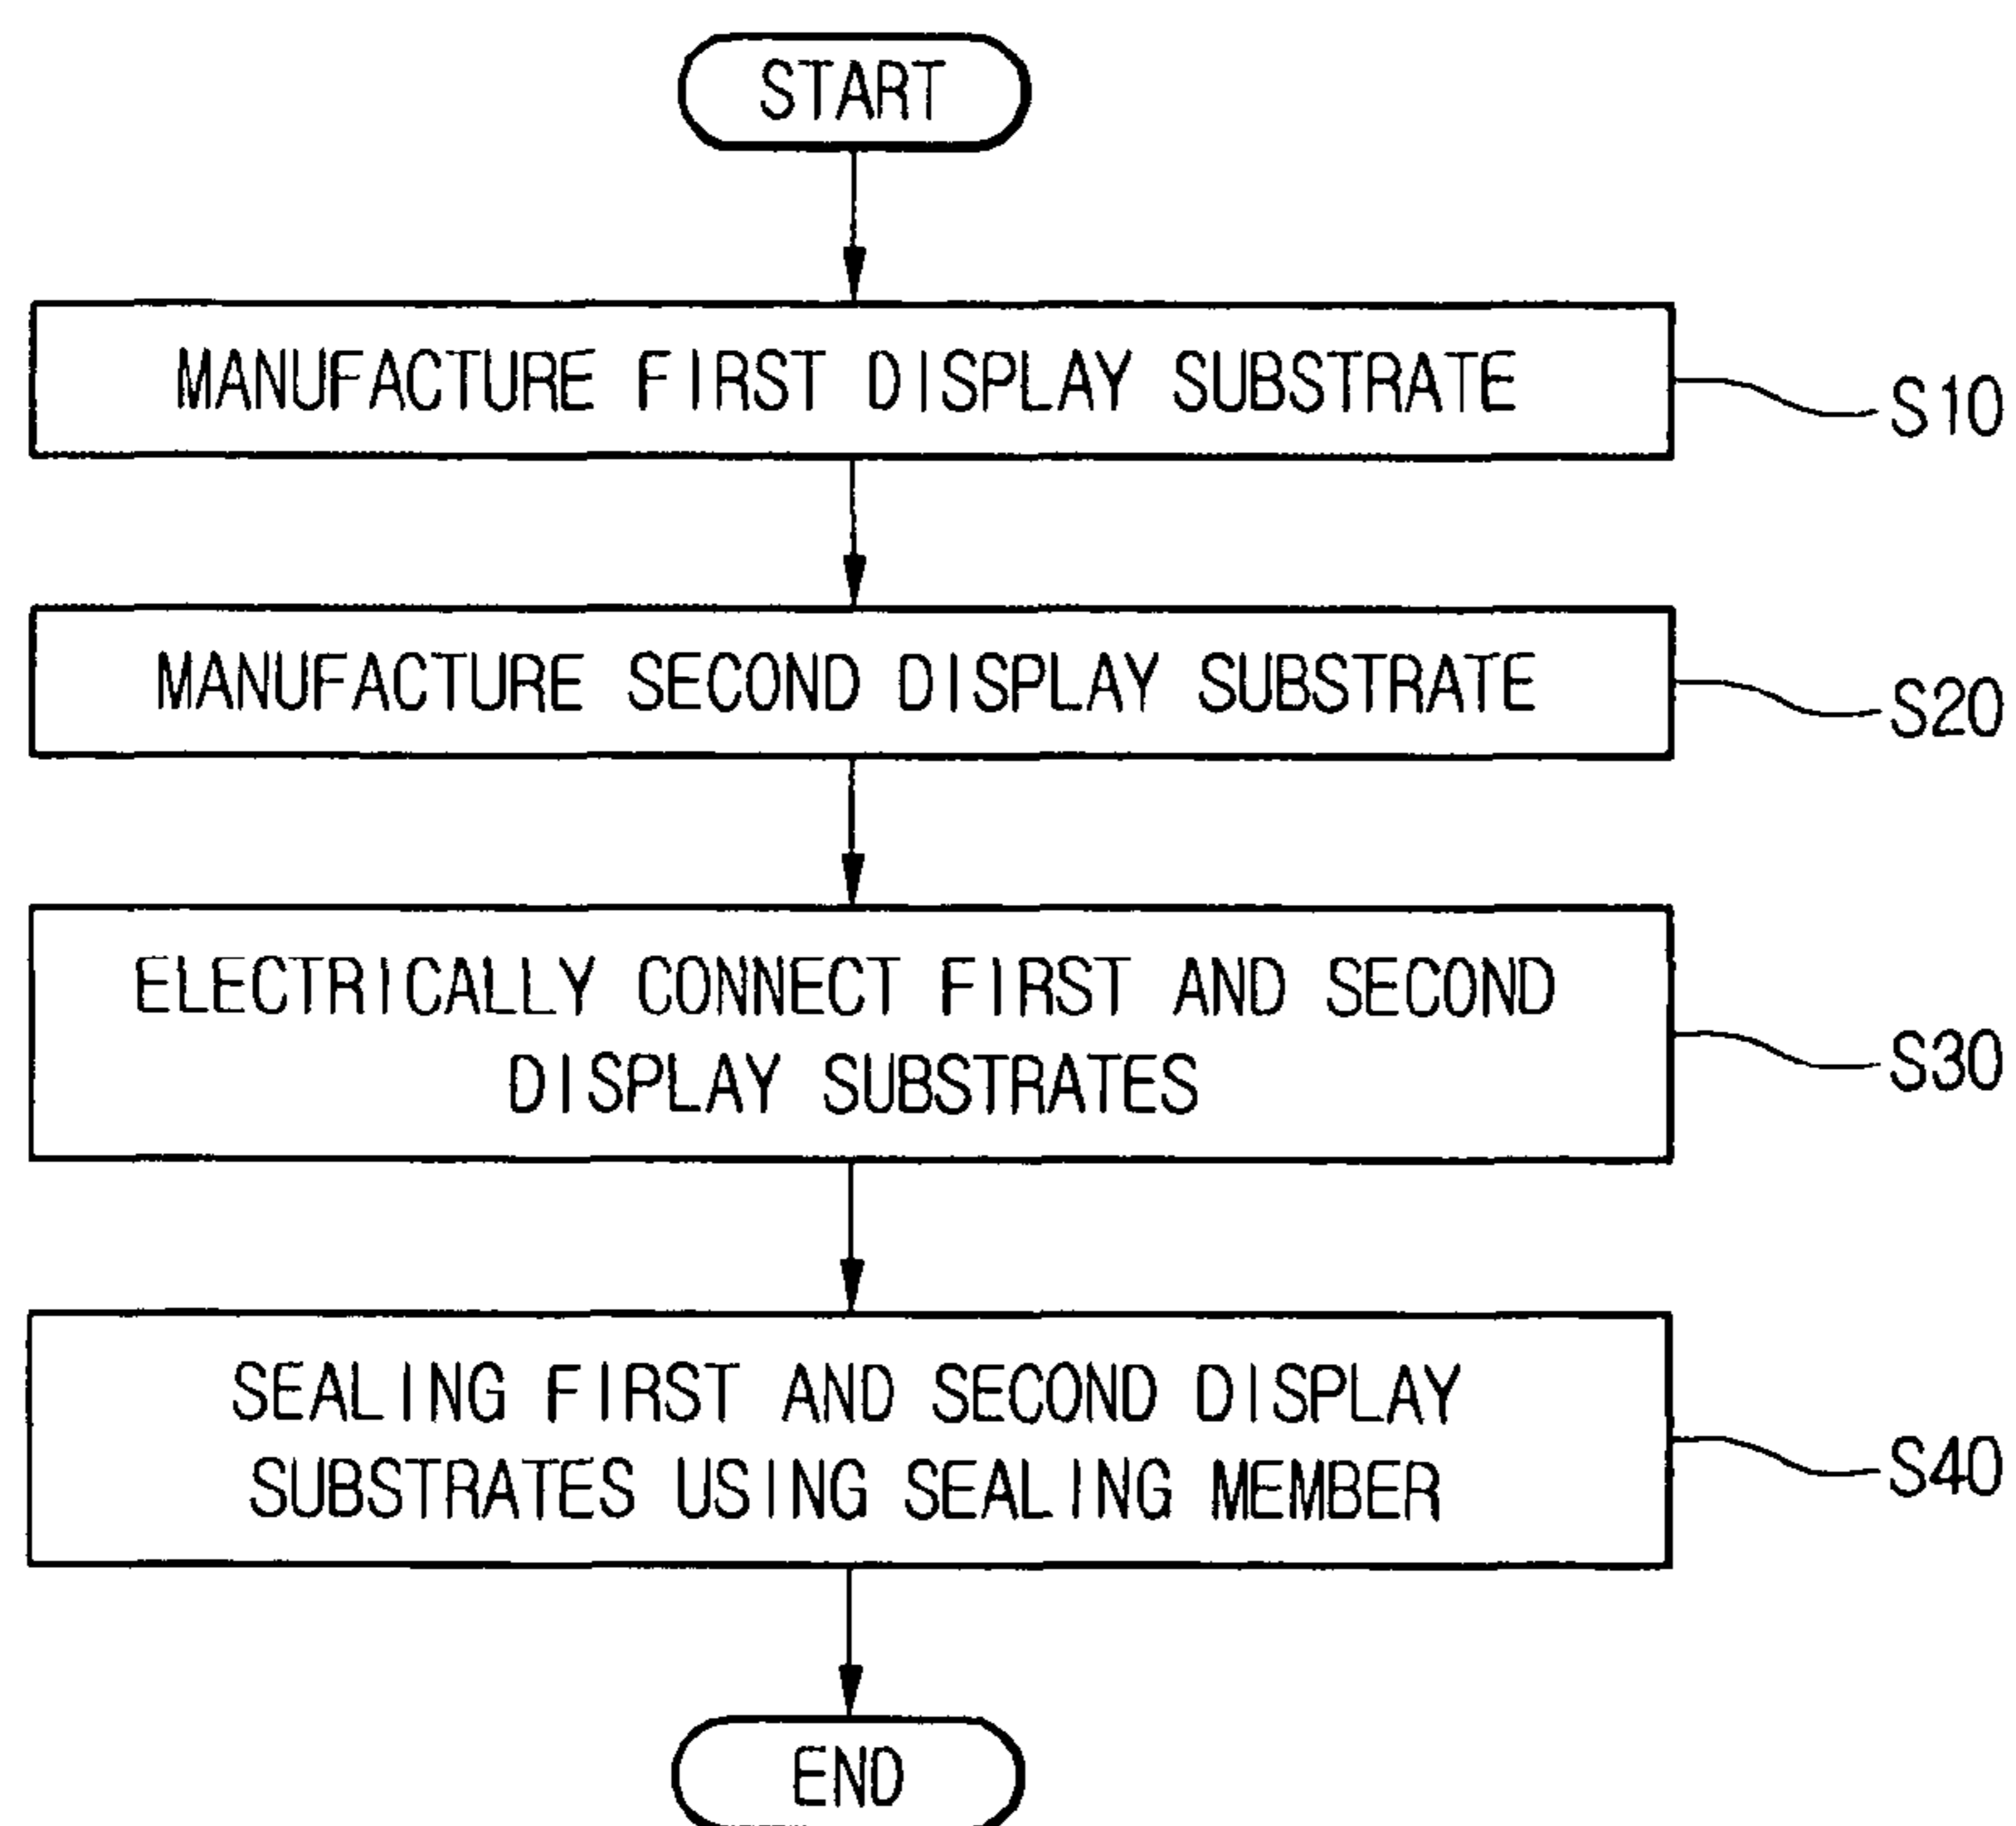 START
MANUFACTURE FIRST DISPLAY SUBSTRATE
S10
MANUFACTURE SECOND DISPLAY SUBSTRATE
S20
ELECTRICALLY CONNECT FIRST AND SECOND
DISPLAY SUBSTRATES
S30
SEALING FIRST AND SECOND DISPLAY
SUBSTRATES USING SEALING MEMBER
S40
END